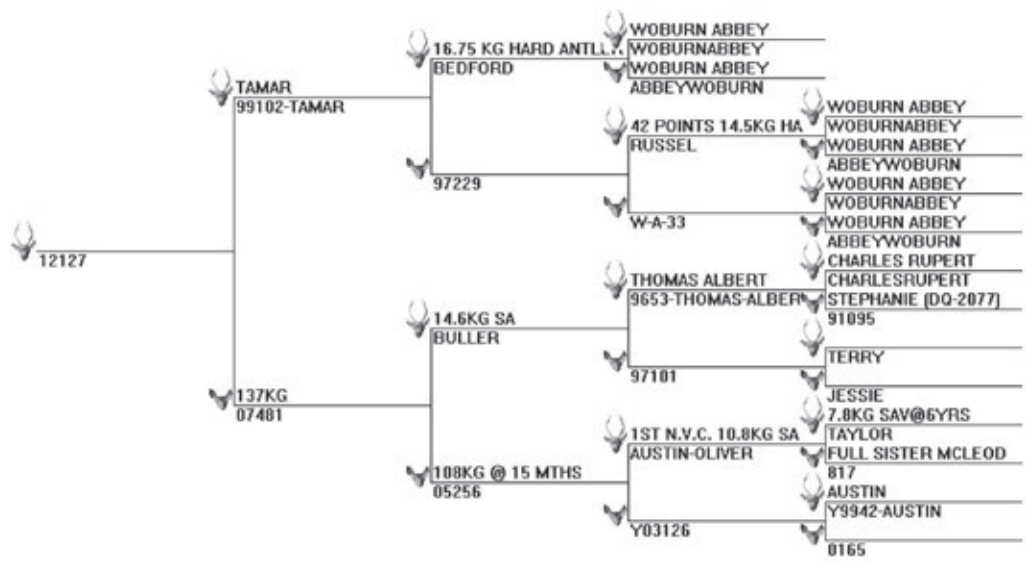 12127
TAMAR
99102-TAMAR
137KG
07481
16.75 KG HARD ANTLL
BEDFORD
97229
14.6KG SA
BULLER
108KG @ 15 MTHS
05256
WOBURN ABBEY
WOBURNABBEY
WOBURN ABBEY
ABBEYWOBURN
42 POINTS 14.5KG HA
RUSSEL
W-A-33
THOMAS ALBERT
9653-THOMAS-ALBER
97101
1ST N.V.C. 10.8KG SA
AUSTIN-OLIVER
Y03126
WOBURN ABBEY
WOBURNABBEY
WOBURN ABBEY
ABBEYWOBURN
WOBURN ABBEY
WOBURNABBEY
WOBURN ABBEY
ABBEYWOBURN
CHARLES RUPERT
CHARLESRUPERT
STEPHANIE (DQ-2077)
91095
TERRY
JESSIE
7.8KG SAV@6YRS
TAYLOR
FULL SISTER MCLEOD
817
AUSTIN
Y9942-AUSTIN
0165